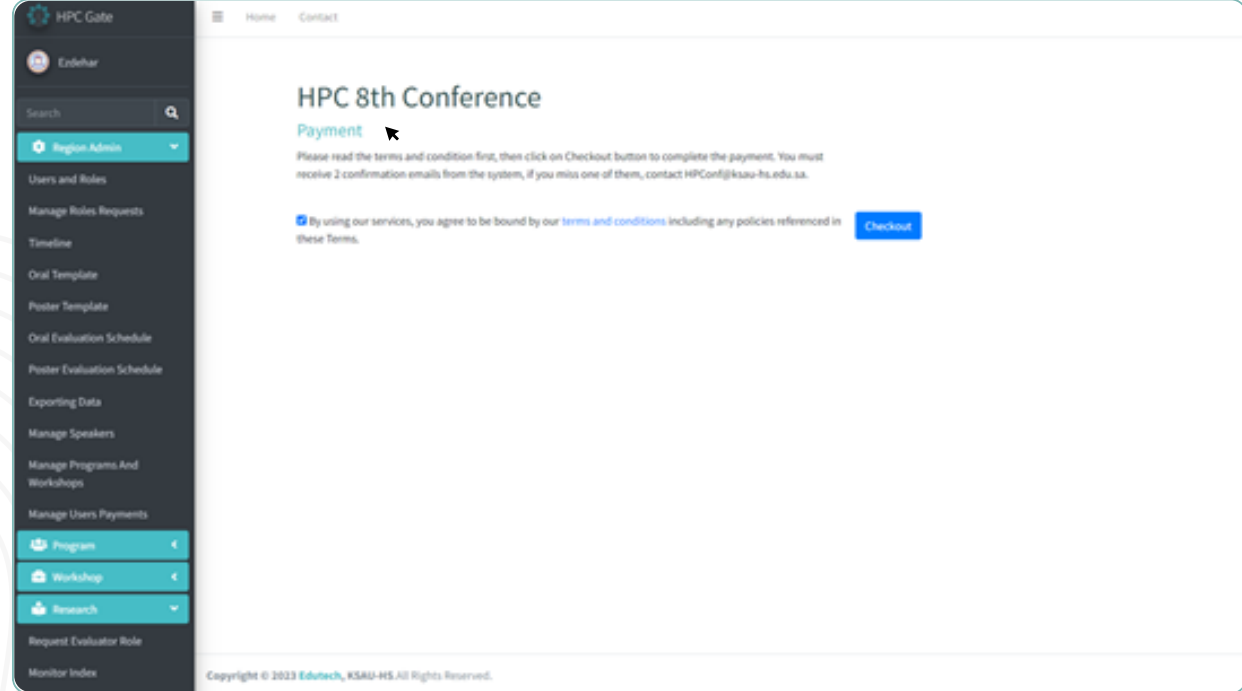 HPC Gate
Home Contact
Ezdehar
Search
Region Admin
Users and Roles
Manage Roles Requests
Timeline
Oral Template
Poster Template
Oral Evaluation Schedule
Poster Evaluation Schedule
Exporting Data
Manage Speakers
Manage Programs And
Workshops
Manage Users Payments
Program
Workshop
Research
Request Evaluator Role
Monitor Index
HPC 8th Conference
Payment
Please read the terms and condition first, then click on Checkout button to complete the payment. You must
receive 2 confirmation emails from the system, if you miss one of them, contact HPConf@ksau-hs.edu.sa.
By using our services, you agree to be bound by our terms and conditions including any policies referenced in
these Terms.
Checkout
Copyright © 2023 Edutech, KSAU-HS.All Rights Reserved.